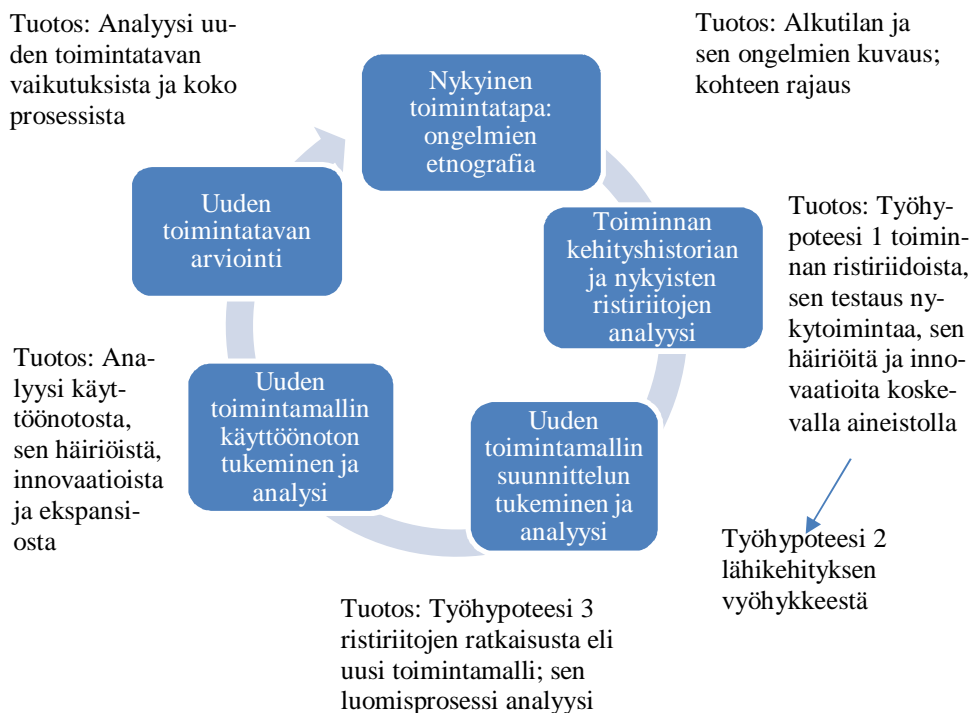 Tuotos: Analyysi uu-
den toimintatavan
vaikutuksista ja koko
prosessista
Nykyinen
toimintatapa:
ongelmien
etnografia
Tuotos: Alkutilan ja
sen ongelmien kuvaus;
kohteen rajaus
Uuden
toimintatavan
arviointi
Toiminnan
kehityshistorian
ja nykyisten
ristiriitojen
analyysi
Tuotos: Työhy-
poteesi 1 toimin-
nan ristiriidoista,
sen testaus ny-
kytoimintaa, sen
häiriöitä ja inno-
vaatioita koske-
valla aineistolla
Tuotos: Ana-
lyysi käyt-
töönotosta,
sen häiriöistä,
innovaatioista
ja ekspansi-
osta
Uuden
toimintamallin
käyttöönoton
tukeminen ja
analysi
Uuden
toimintamallin
suunnittelun
tukeminen ja
analyysi
Työhypoteesi 2
lähikehityksen
vyöhykkeestä
Tuotos: Työhypoteesi 3
ristiriitojen ratkaisusta eli
uusi toimintamalli; sen
luomisprosessi analyysi